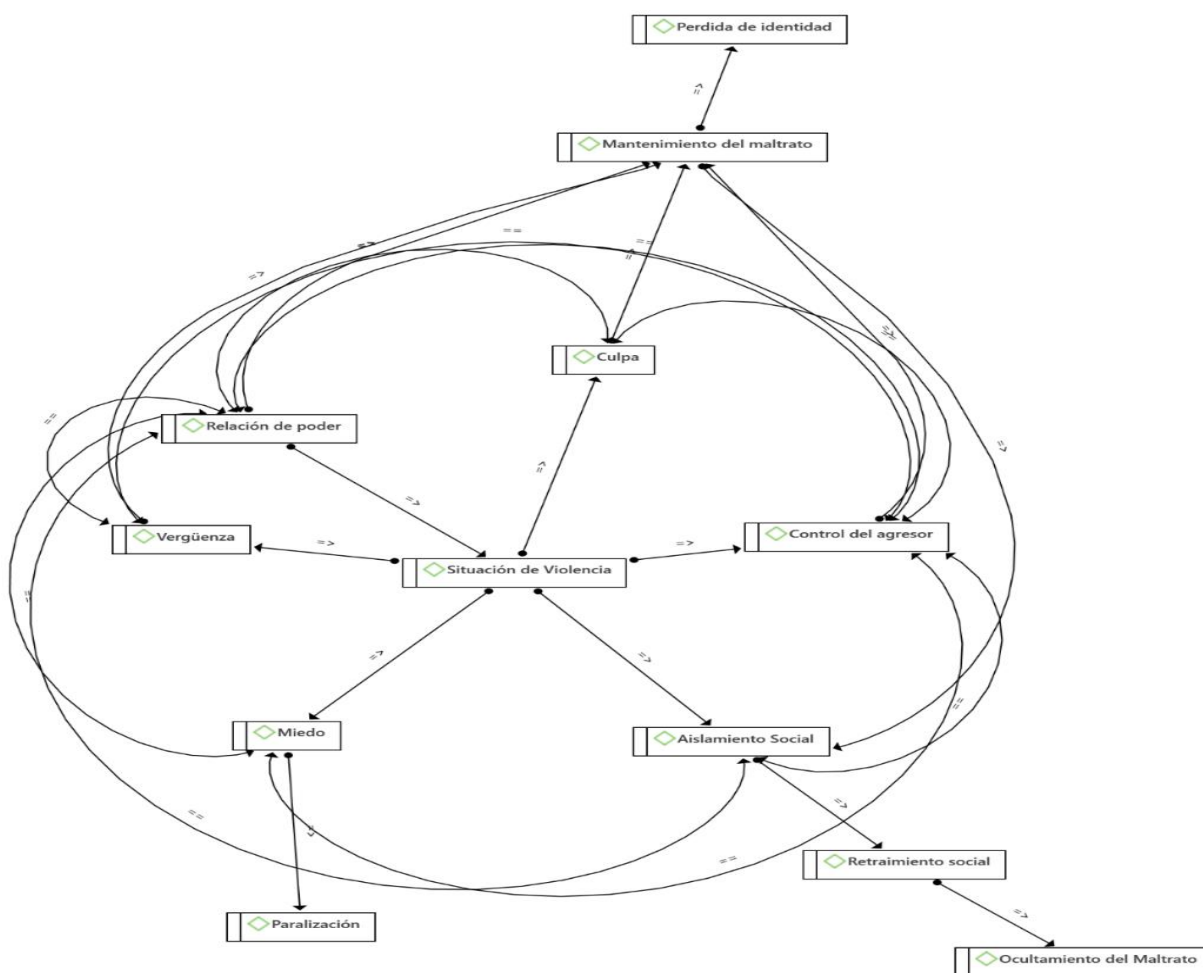 Perdida de identidad
=>
Mantenimiento del maltrato
==
==
=>
=>
=>
Culpa
=>
==
=>
Relación de poder
==
=>
=>
=>
Vergüenza
=>
=>
Control del agresor
Situación de Violencia
=>
=>
==
==
Miedo
Aislamiento Social
=>
==
=>
==
Retraimiento social
Paralización
=>
Ocultamiento del Maltrato